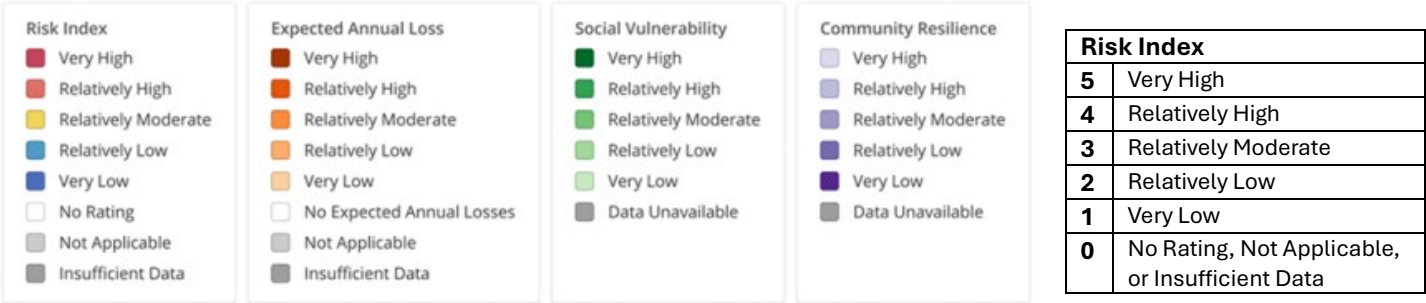 Risk Index
Very High
Relatively High
Relatively Moderate
Relatively Low
Very Low
No Rating
Not Applicable
Insufficient Data
Expected Annual Loss
Very High
Relatively High
Relatively Moderate
Relatively Low
Very Low
No Expected Annual Losses
Not Applicable
Insufficient Data
Social Vulnerability
Very High
Relatively High
Relatively Moderate
Relatively Low
Very Low
Data Unavailable
Community Resilience
Very High
Relatively High
Relatively Moderate
Relatively Low
Very Low
Data Unavailable
Risk Index
5 Very High
4 Relatively High
3 Relatively Moderate
2 Relatively Low
1 Very Low
0 No Rating, Not Applicable,
or Insufficient Data